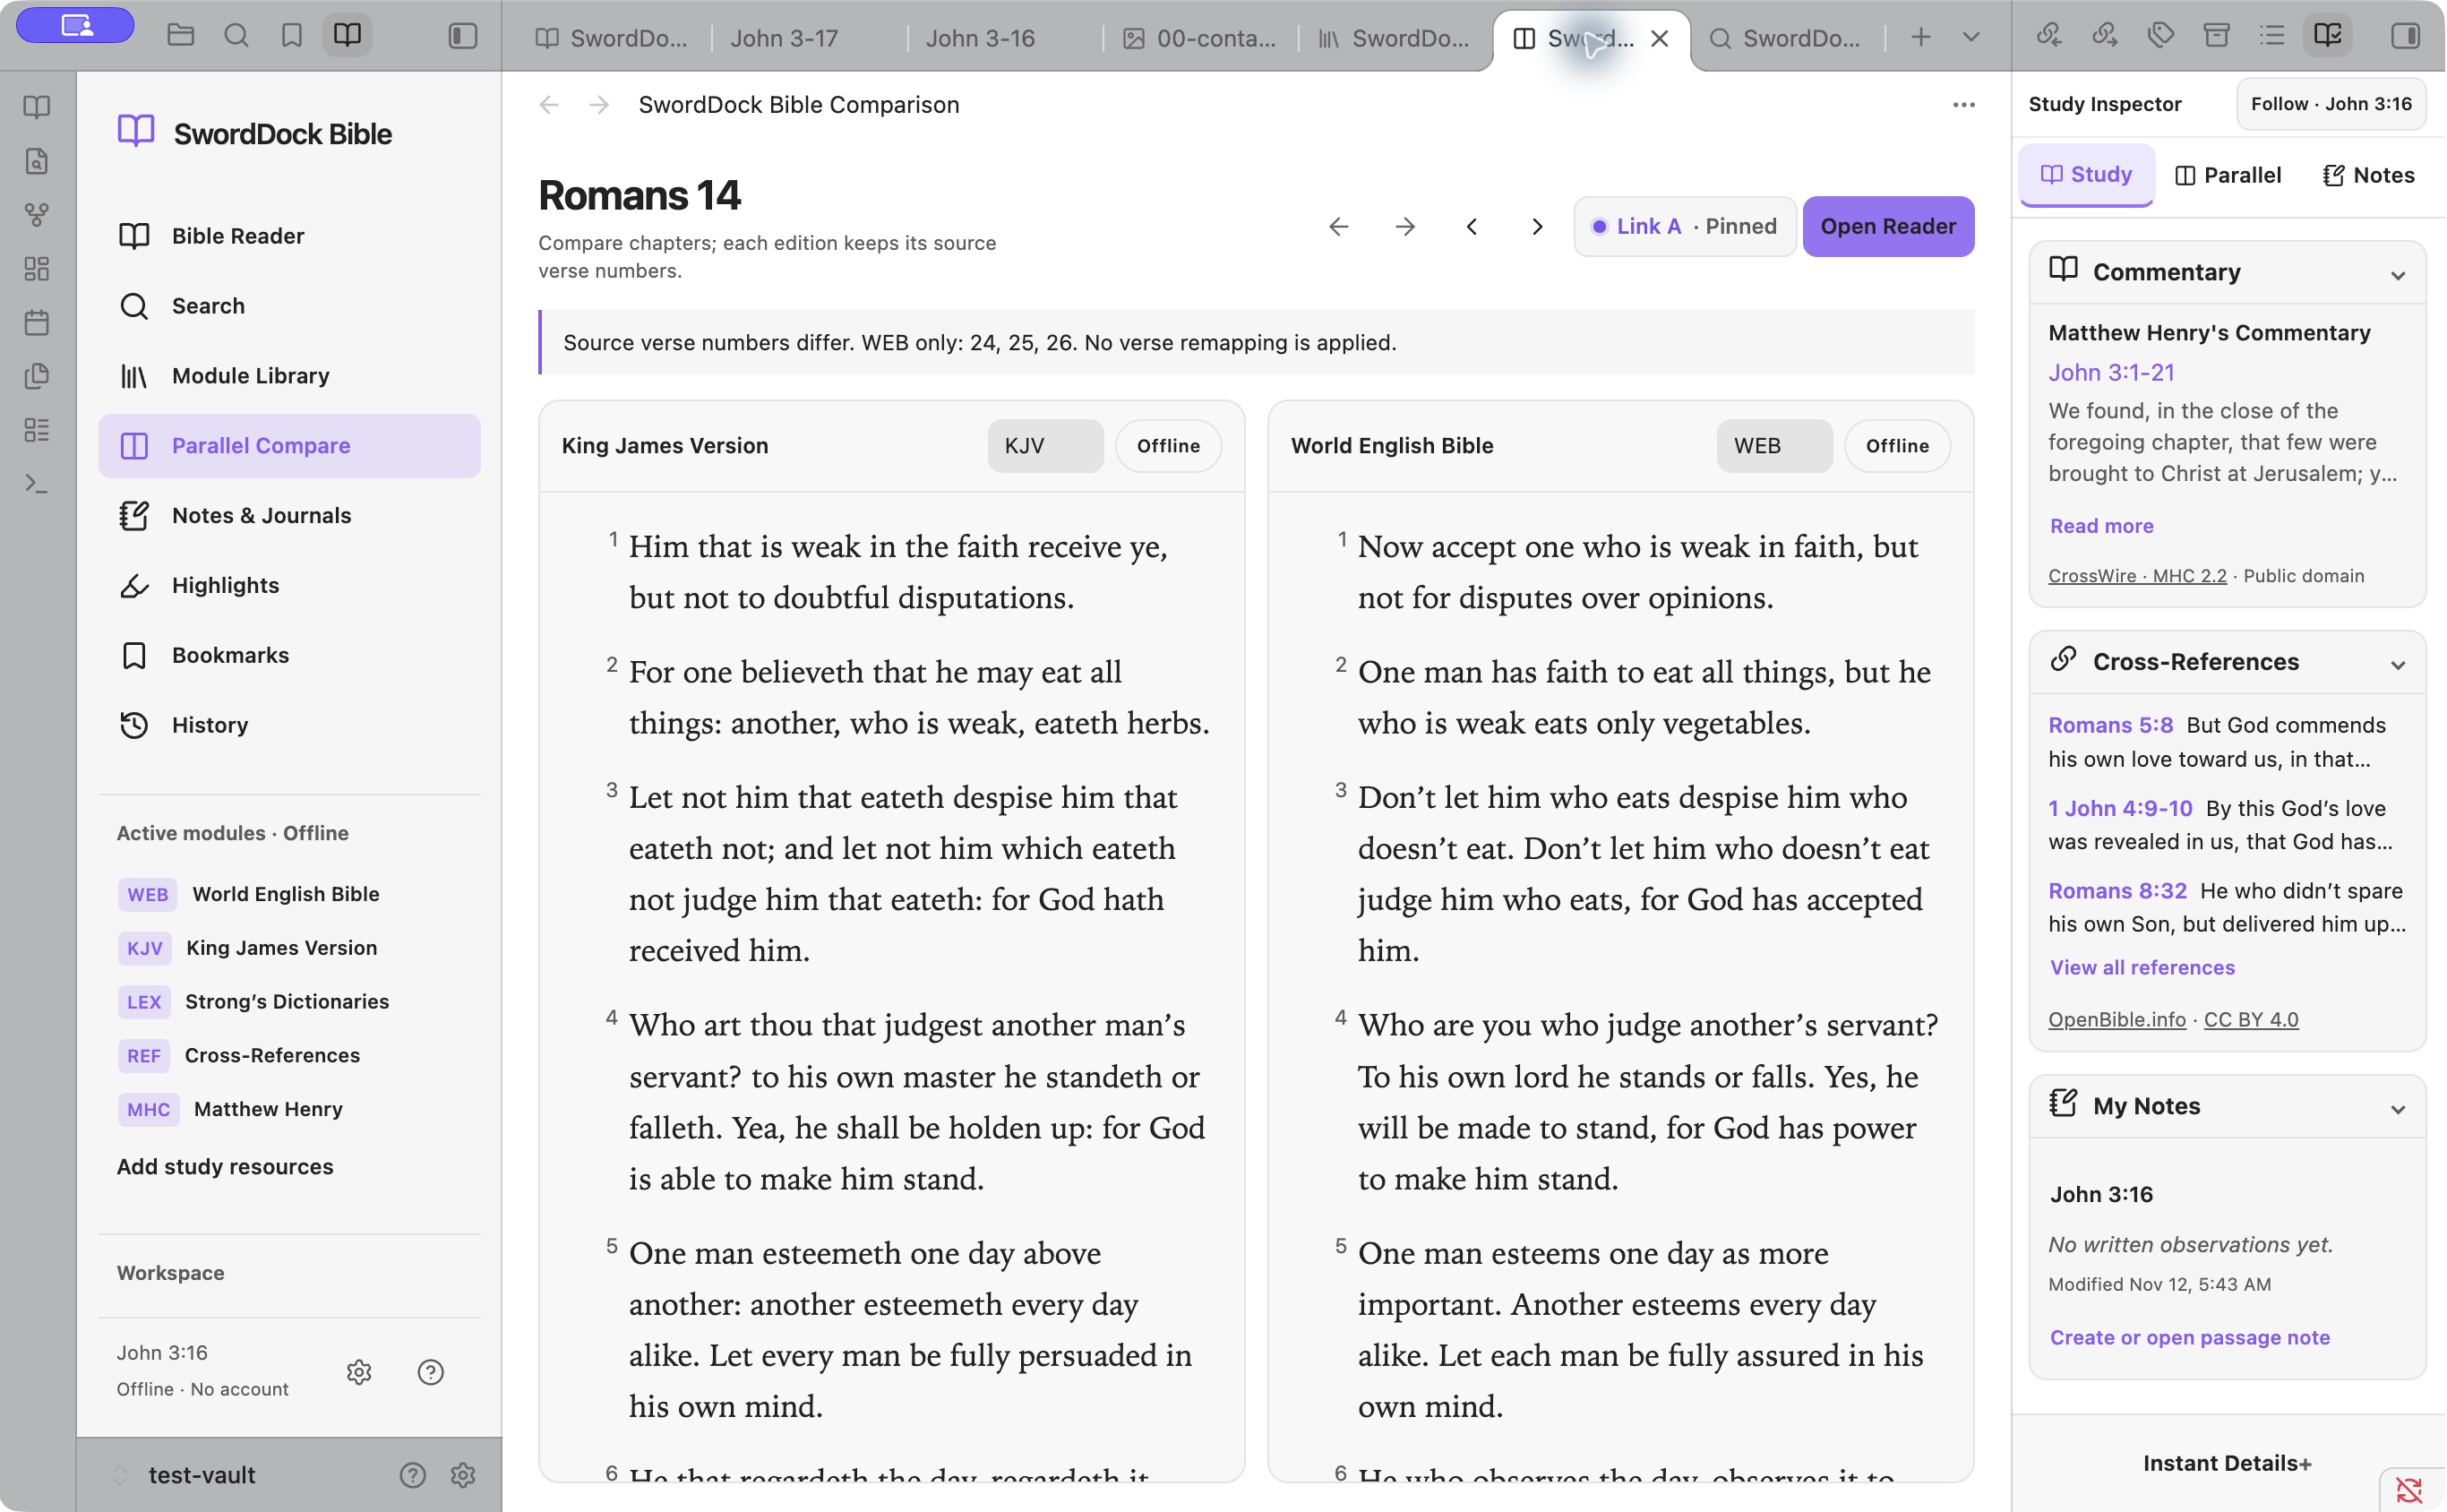 SwordDo...
John 3-17
John 3-16
00-conta...
SwordDo...
Sword...
SwordDo...
SwordDock Bible
Bible Reader
Search
Module Library
Parallel Compare
Notes & Journals
Highlights
Bookmarks
History
Active modules · Offline
WEB World English Bible
KJV King James Version
LEX Strong’s Dictionaries
REF Cross-References
MHC Matthew Henry
Add study resources
Workspace
John 3:16
Offline · No account
test-vault
SwordDock Bible Comparison
Romans 14
Compare chapters; each edition keeps its source
verse numbers.
Link A · Pinned
Open Reader
Source verse numbers differ. WEB only: 24, 25, 26. No verse remapping is applied.
King James Version
KJV
Offline
1 Him that is weak in the faith receive ye,
but not to doubtful disputations.
2 For one believeth that he may eat all
things: another, who is weak, eateth herbs.
3 Let not him that eateth despise him that
eateth not; and let not him which eateth
not judge him that eateth: for God hath
received him.
4 Who art thou that judgest another man’s
servant? to his own master he standeth or
falleth. Yea, he shall be holden up: for God
is able to make him stand.
5 One man esteemeth one day above
another: another esteemeth every day
alike. Let every man be fully persuaded in
his own mind.
6 He that regardeth the day, regardeth it
World English Bible
WEB
Offline
1 Now accept one who is weak in faith, but
not for disputes over opinions.
2 One man has faith to eat all things, but he
who is weak eats only vegetables.
3 Don’t let him who eats despise him who
doesn’t eat. Don’t let him who doesn’t eat
judge him who eats, for God has accepted
him.
4 Who are you who judge another’s servant?
To his own lord he stands or falls. Yes, he
will be made to stand, for God has power
to make him stand.
5 One man esteems one day as more
important. Another esteems every day
alike. Let each man be fully assured in his
own mind.
6 He who observes the day, observes it to
Study Inspector
Follow · John 3:16
Study
Parallel
Notes
Commentary
Matthew Henry's Commentary
John 3:1-21
We found, in the close of the
foregoing chapter, that few were
brought to Christ at Jerusalem; y...
Read more
CrossWire · MHC 2.2 · Public domain
Cross-References
Romans 5:8 But God commends
his own love toward us, in that...
1 John 4:9-10 By this God’s love
was revealed in us, that God has...
Romans 8:32 He who didn’t spare
his own Son, but delivered him up...
View all references
OpenBible.info · CC BY 4.0
My Notes
John 3:16
No written observations yet.
Modified Nov 12, 5:43 AM
Create or open passage note
Instant Details+